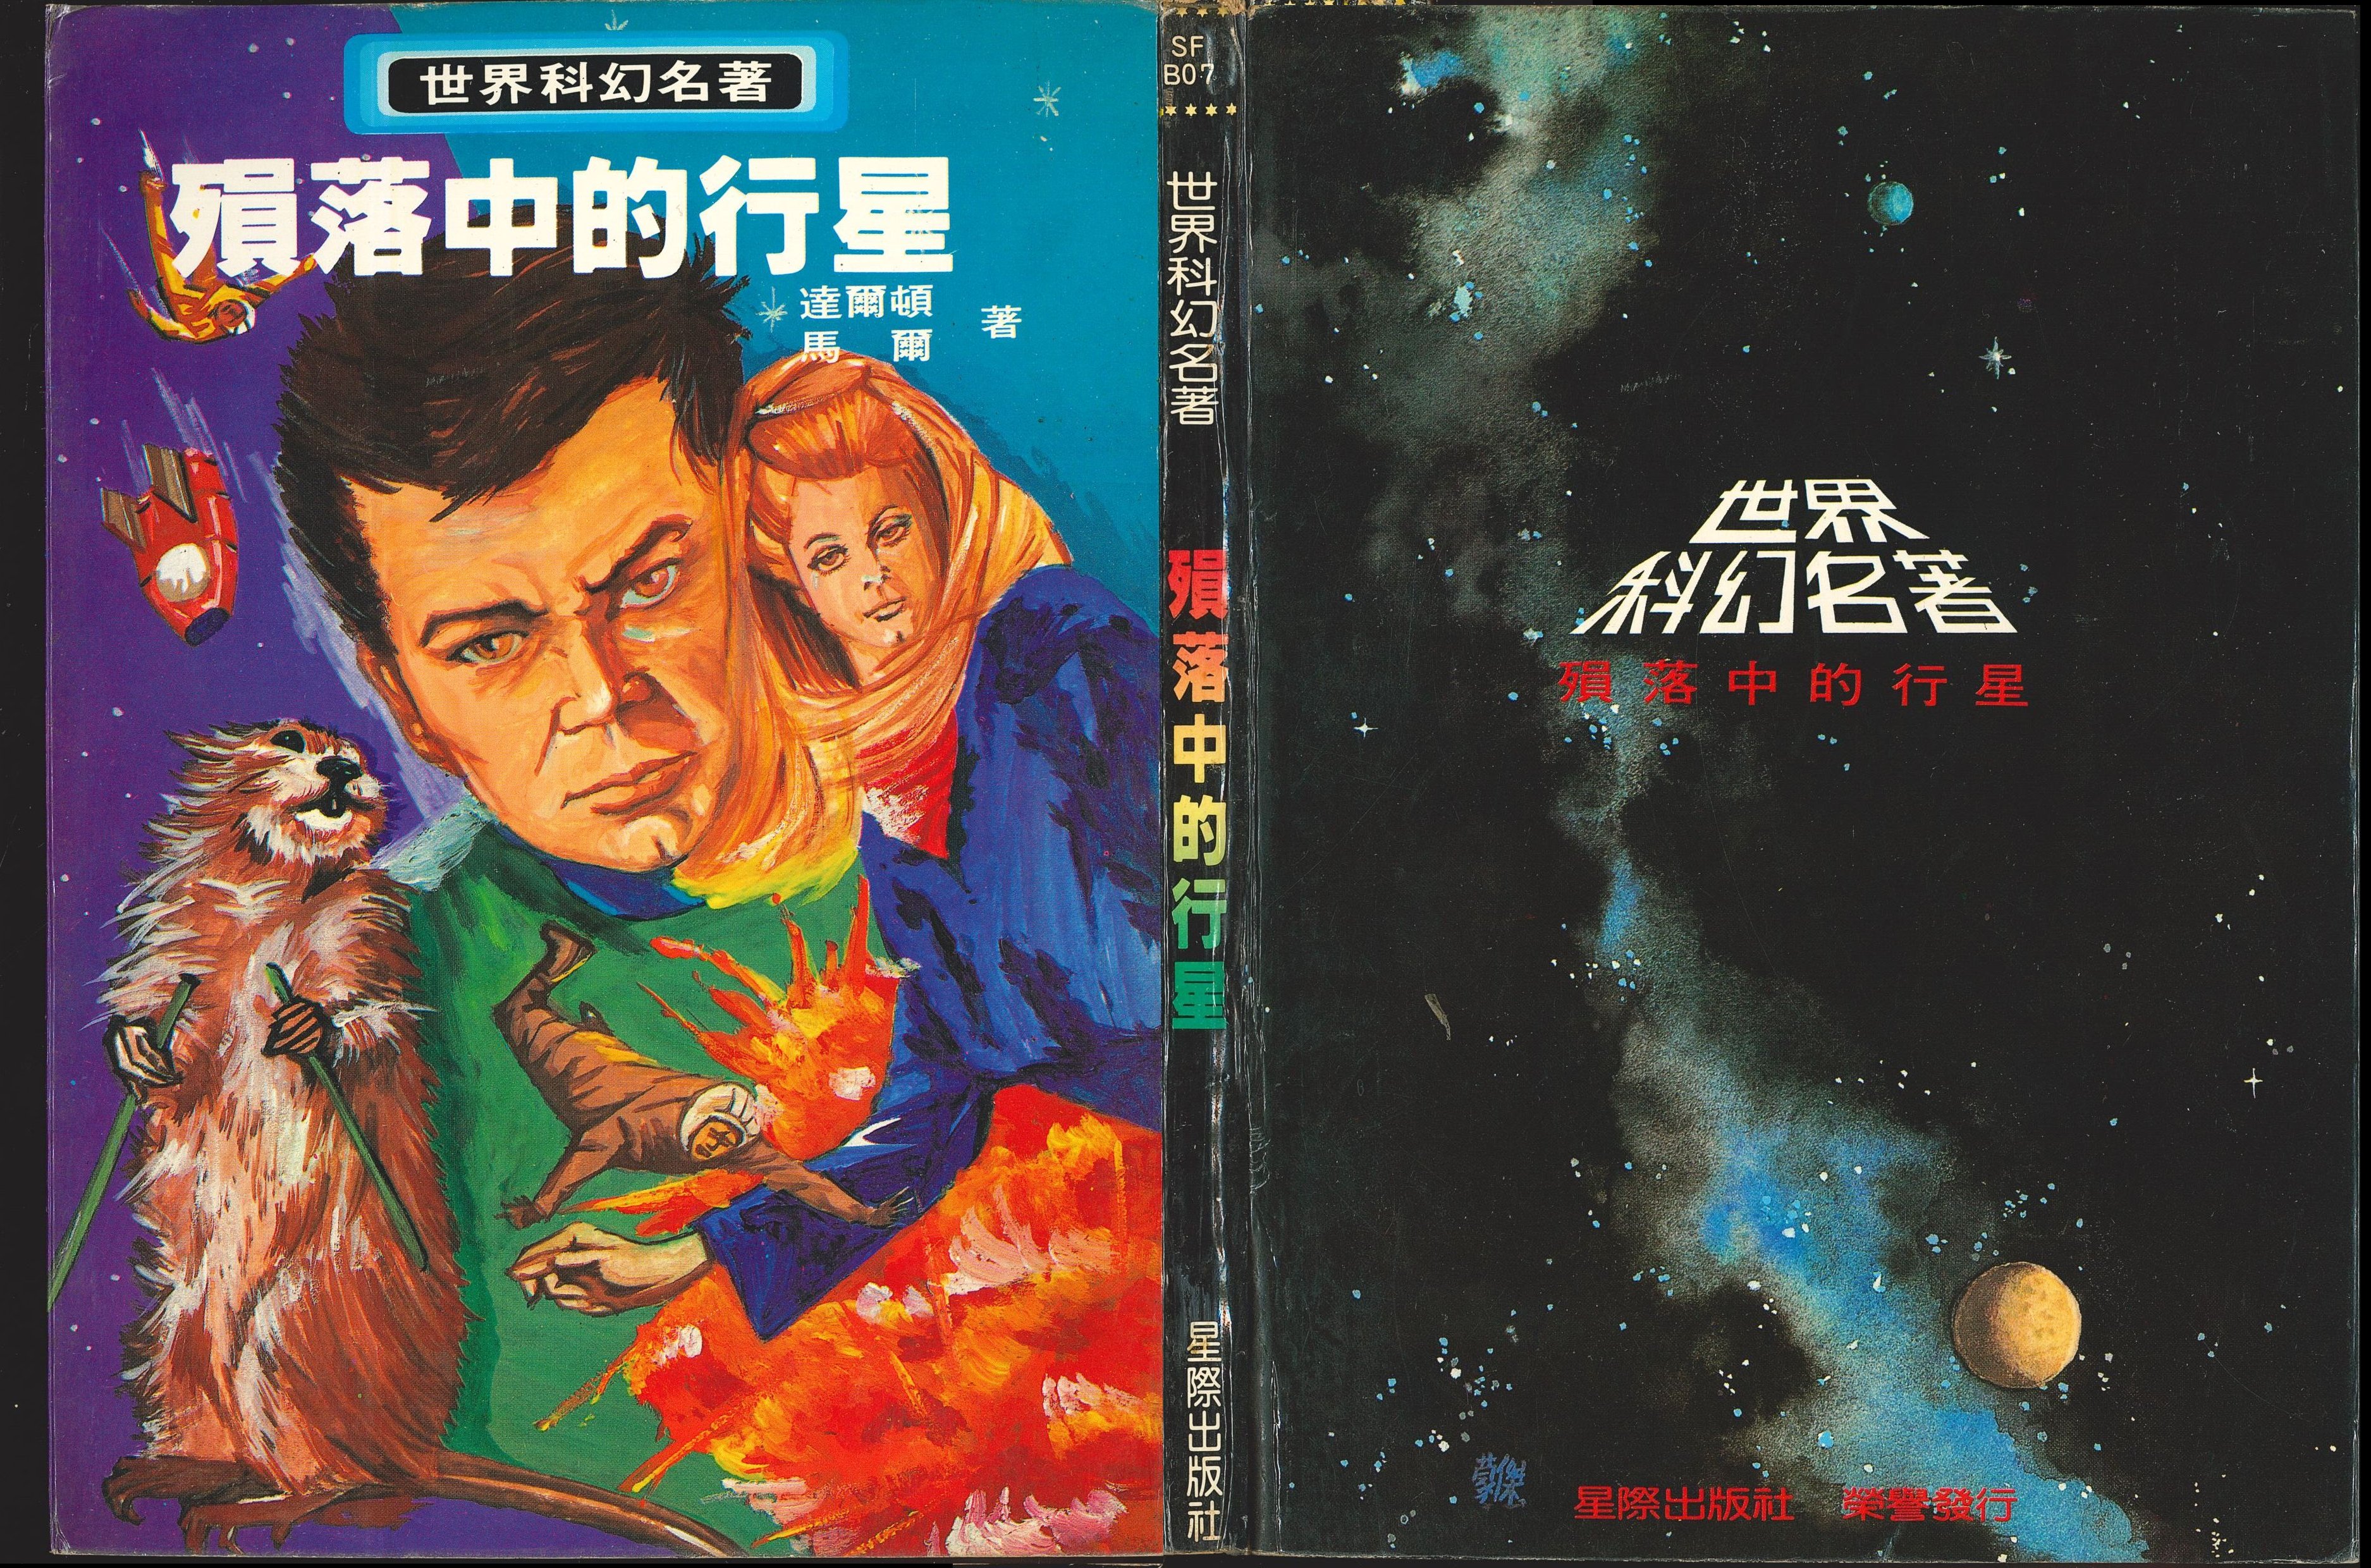 世界科幻名著
殞落中的行星
達爾頓
馬爾
著
SF
B07
世界科幻名著
殞落中的行星
星際出版社
世界
科幻名著
殞落中的行星
星際出版社 榮譽發行